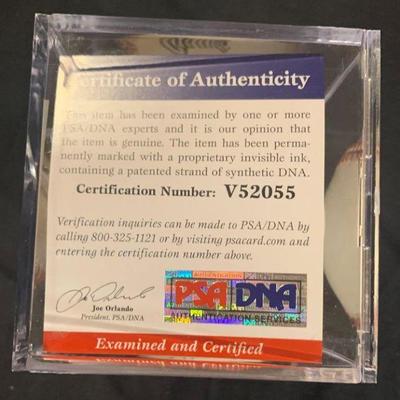 Certificate of Authenticity
This item has been examined by one or more
PSA/DNA experts and it is our opinion that
the item is genuine. The item has been perma-
nently marked with a proprietary invisible ink,
containing a patented strand of synthetic DNA.
Certification Number: V52055
Verification inquiries can be made to PSA/DNA by
calling 800-325-1121 or by visiting psacard.com and
entering the certification number above.
AUTHENTICATION
PSA DNA
AUTHENTICATION SERVICES
Joe Orlando
President, PSA/DNA
Examined and Certified